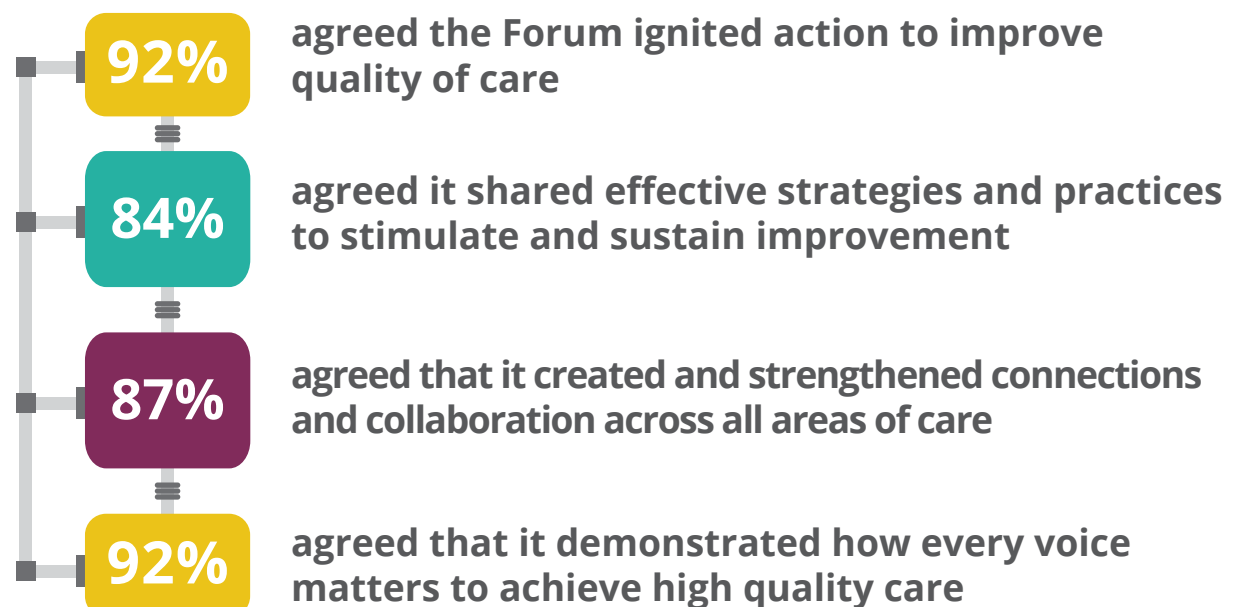 92%
agreed the Forum ignited action to improve
quality of care
84%
agreed it shared effective strategies and practices
to stimulate and sustain improvement
87%
agreed that it created and strengthened connections
and collaboration across all areas of care
92%
agreed that it demonstrated how every voice
matters to achieve high quality care